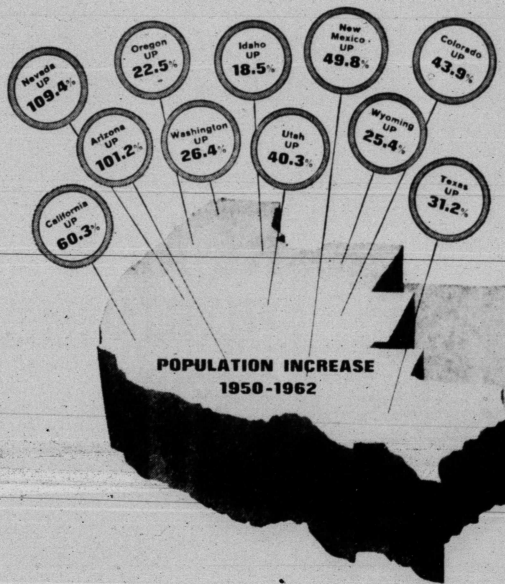 Nevada
UP
109.4%
Oregon
UP
22.5%
Idaho
UP
18.5%
New
Mexico
UP
49.8%
Colorado
UP
43.9%
Arizona
UP
101.2%
Washington
UP
26.4%
Utah
UP
40.3%
Wyoming
UP
25.4%
Texas
UP
31.2%
California
UP
60.3%
POPULATION INCREASE
1950-1962